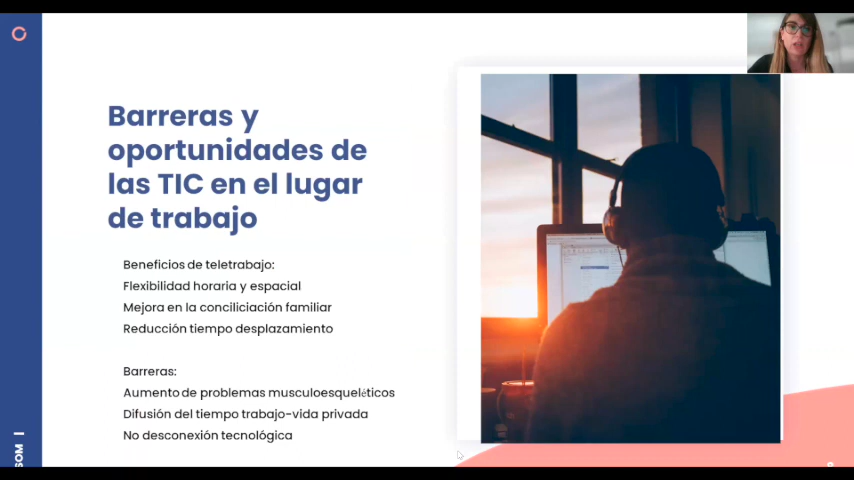 Barreras y
oportunidades de
las TIC en el lugar
de trabajo
Beneficios de teletrabajo:
Flexibilidad horaria y espacial
Mejora en la conciliciación familiar
Reducción tiempo desplazamiento
Barreras:
Aumento de problemas musculoesqueléticos
Difusión del tiempo trabajo-vida privada
No desconexión tecnológica
SOM